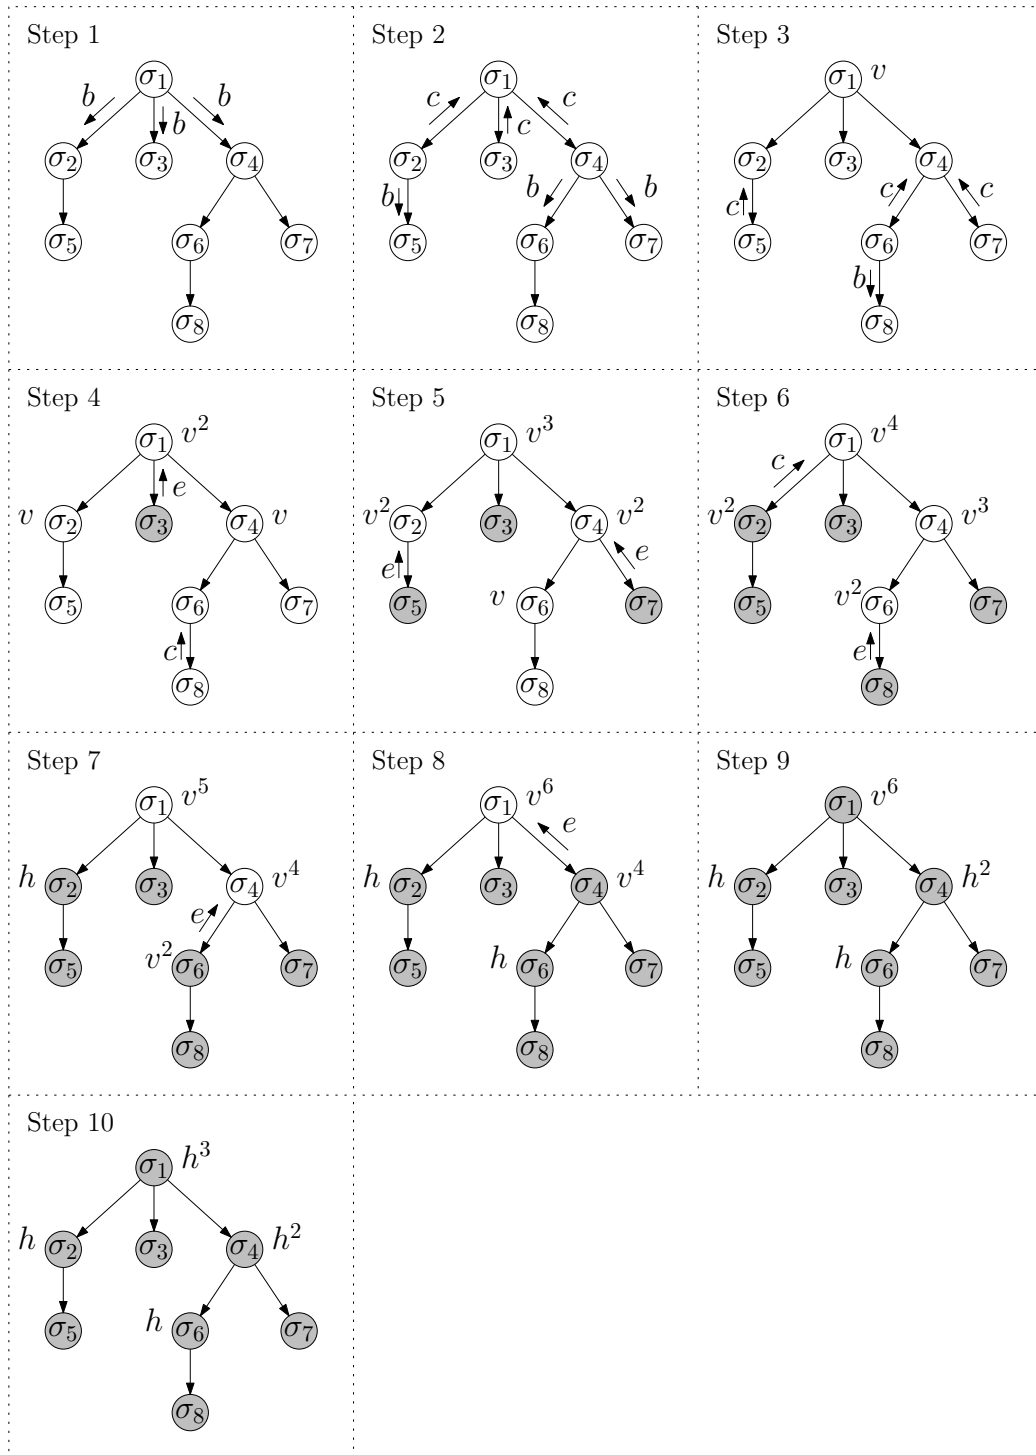 Step 1
σ1
b b
b
σ2 σ3 σ4
σ5 σ6 σ7
σ8
Step 2
σ1
c c
c
σ2 σ3 σ4
b b b
σ5 σ6 σ7
σ8
Step 3
σ1 v
σ2 σ3 σ4
c c c
σ5 σ6 σ7
b
σ8
Step 4
σ1 v²
e
v σ2 σ3 σ4 v
σ5 σ6 σ7
c
σ8
Step 5
σ1 v³
v² σ2 σ3 σ4 v²
e e
σ5 v σ6 σ7
σ8
Step 6
σ1 v⁴
c
v² σ2 σ3 σ4 v³
σ5 v² σ6 σ7
e
σ8
Step 7
σ1 v⁵
h σ2 σ3 σ4 v⁴
e
σ5 v² σ6 σ7
σ8
Step 8
σ1 v⁶
e
h σ2 σ3 σ4 v⁴
σ5 h σ6 σ7
σ8
Step 9
σ1 v⁶
h σ2 σ3 σ4 h²
σ5 h σ6 σ7
σ8
Step 10
σ1 h³
h σ2 σ3 σ4 h²
σ5 h σ6 σ7
σ8